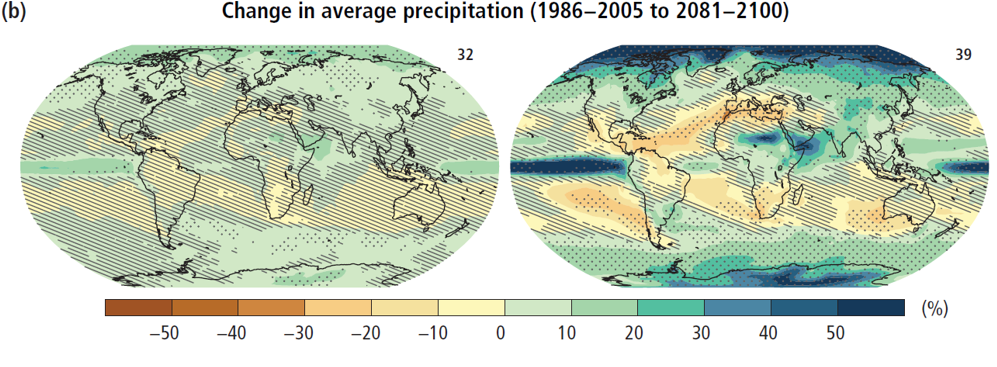 (b) Change in average precipitation (1986–2005 to 2081–2100)
32 39
−50 −40 −30 −20 −10 0 10 20 30 40 50 (%)